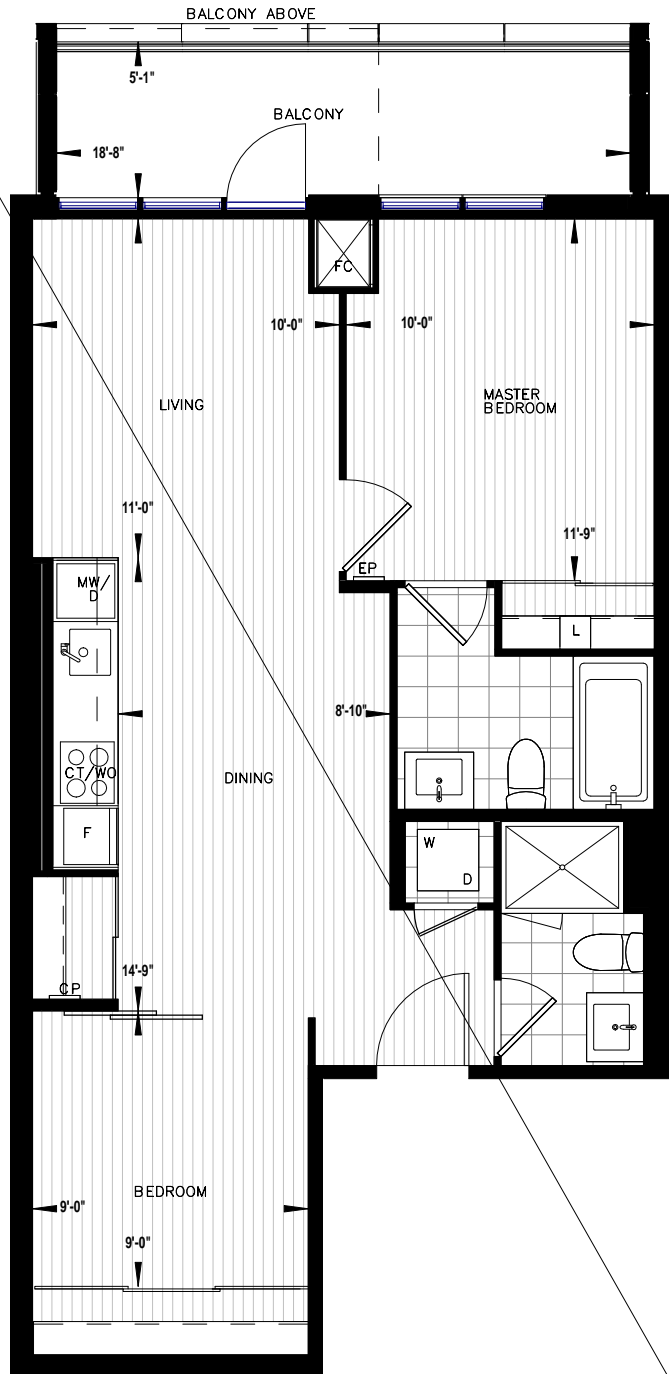 BALCONY ABOVE
5'-1"
BALCONY
18'-8"
FC
10'-0"
10'-0"
LIVING
MASTER
BEDROOM
11'-0"
11'-9"
EP
MW/
D
L
8'-10"
CT/WO
DINING
F
W
D
14'-9"
CP
BEDROOM
9'-0"
9'-0"